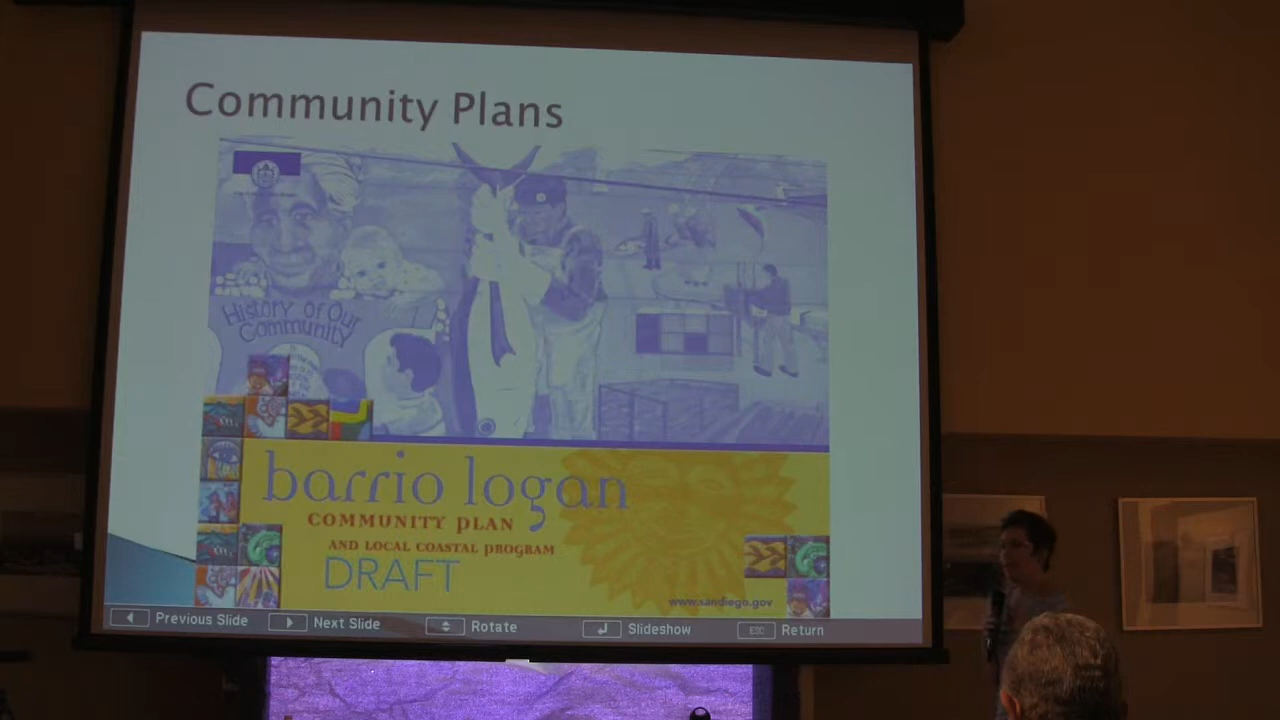 Community Plans
History of Our
Community
barrio logan
COMMUNITY PLAN
AND LOCAL COASTAL PROGRAM
DRAFT
www.sandiego.gov
Previous Slide
Next Slide
Rotate
Slideshow
ESC Return